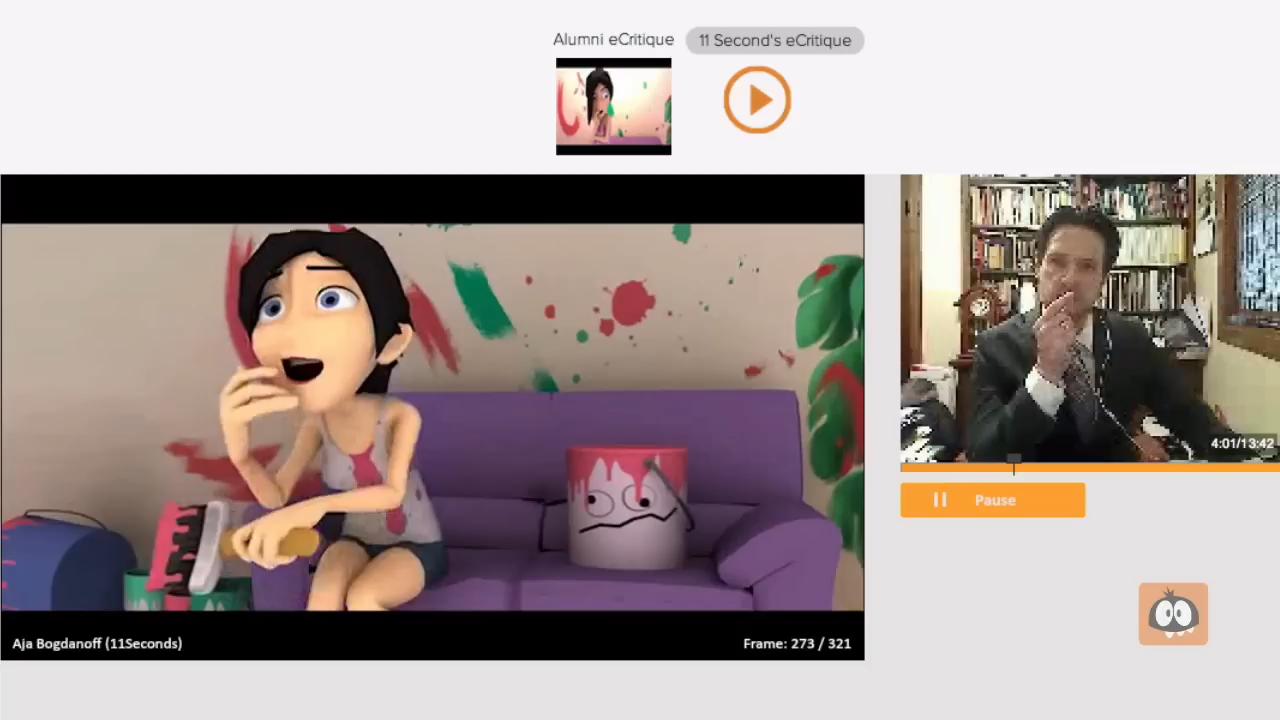 Alumni eCritique
11 Second's eCritique
4:01/13:42
Pause
Aja Bogdanoff (11Seconds)
Frame: 273 / 321